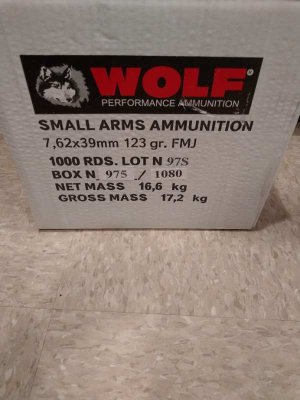 WOLF®
PERFORMANCE AMMUNITION
SMALL ARMS AMMUNITION
7,62x39mm 123 gr. FMJ
1000 RDS. LOT N 97S
BOX N 975 / 1080
NET MASS 16,6 kg
GROSS MASS 17,2 kg